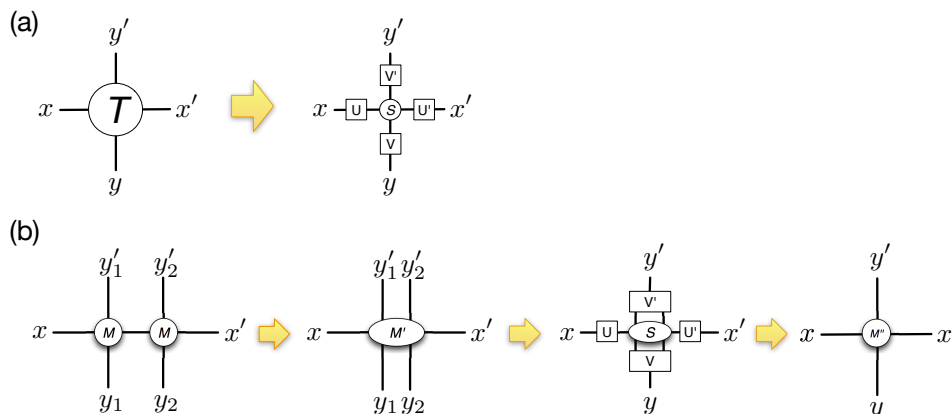 (a)
y′ y′
V'
x T x′ x U S U' x′
V
y y
(b)
y′1 y′2 y′1 y′2 y′ y′
V'
x M M x′ x M' x′ x U S U' x′ x M'' x
V
y1 y2 y1 y2 y y